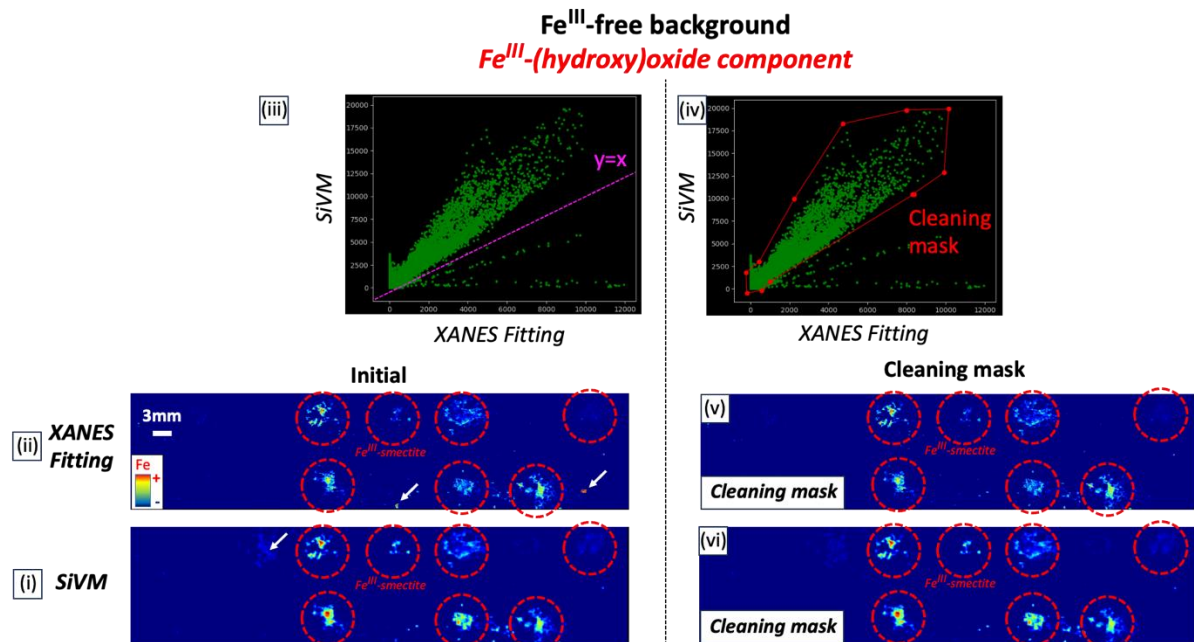 Fe^III-free background
Fe^III-(hydroxy)oxide component
(iii)
SiVM
20000
17500
15000
12500
10000
7500
5000
2500
0
y=x
0 2000 4000 6000 8000 10000 12000
XANES Fitting
(iv)
SiVM
20000
17500
15000
12500
10000
7500
5000
2500
0
Cleaning
mask
0 2000 4000 6000 8000 10000 12000
XANES Fitting
Initial
(ii) XANES
Fitting
3mm
Fe
+
-
Fe^III-smectite
(i) SiVM
Fe^III-smectite
Cleaning mask
(v)
Fe^III-smectite
Cleaning mask
(vi)
Fe^III-smectite
Cleaning mask